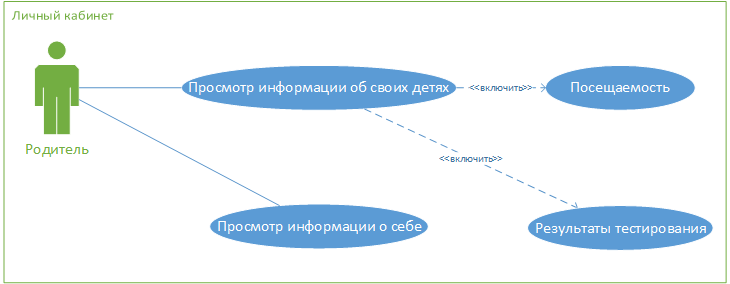 Личный кабинет
Просмотр информации об своих детях
<<включить>>
Посещаемость
Родитель
<<включить>>
Просмотр информации о себе
Результаты тестирования